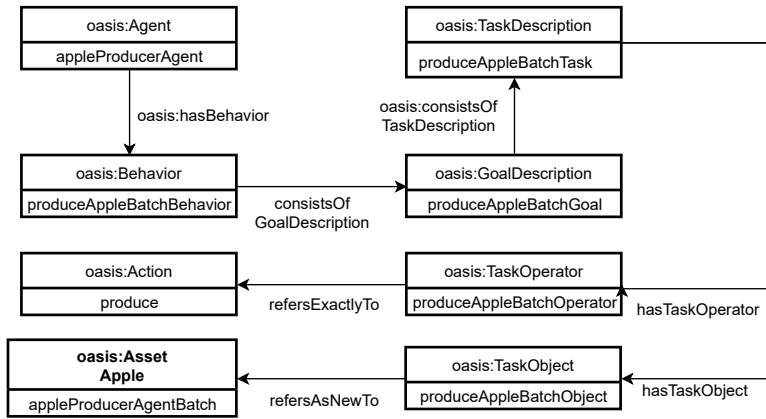 oasis:Agent
appleProducerAgent
oasis:TaskDescription
produceAppleBatchTask
oasis:hasBehavior
oasis:consistsOf
TaskDescription
oasis:Behavior
produceAppleBatchBehavior
consistsOf
GoalDescription
oasis:GoalDescription
produceAppleBatchGoal
oasis:Action
produce
refersExactlyTo
oasis:TaskOperator
produceAppleBatchOperator
hasTaskOperator
oasis:Asset
Apple
appleProducerAgentBatch
refersAsNewTo
oasis:TaskObject
produceAppleBatchObject
hasTaskObject